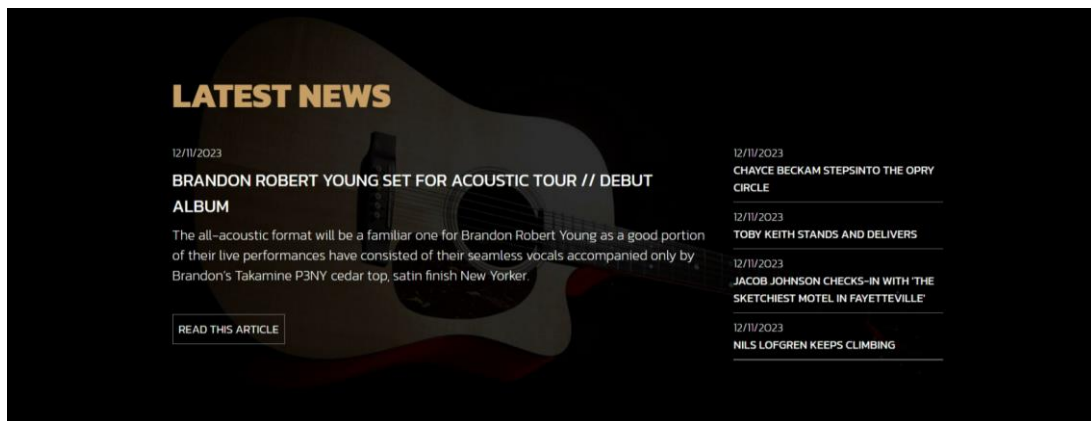 LATEST NEWS
12/11/2023
BRANDON ROBERT YOUNG SET FOR ACOUSTIC TOUR // DEBUT
ALBUM
The all-acoustic format will be a familiar one for Brandon Robert Young as a good portion
of their live performances have consisted of their seamless vocals accompanied only by
Brandon's Takamine P3NY cedar top, satin finish New Yorker.
READ THIS ARTICLE
12/11/2023
CHAYCE BECKAM STEPSINTO THE OPRY
CIRCLE
12/11/2023
TOBY KEITH STANDS AND DELIVERS
12/11/2023
JACOB JOHNSON CHECKS-IN WITH 'THE
SKETCHIEST MOTEL IN FAYETTEVILLE'
12/11/2023
NILS LOFGREN KEEPS CLIMBING